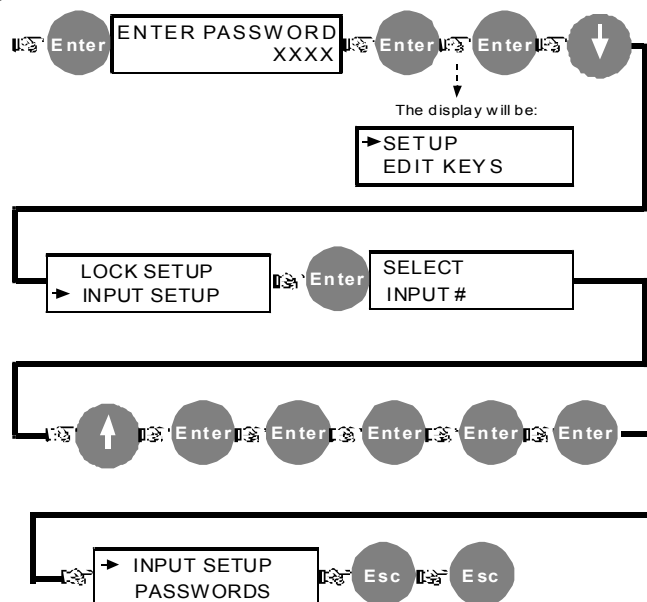 Enter
ENTER PASSWORD
XXXX
Enter
Enter
The display will be:
SETUP
EDIT KEYS
LOCK SETUP
INPUT SETUP
Enter
SELECT
INPUT #
Enter
Enter
Enter
Enter
Enter
INPUT SETUP
PASSWORDS
Esc
Esc